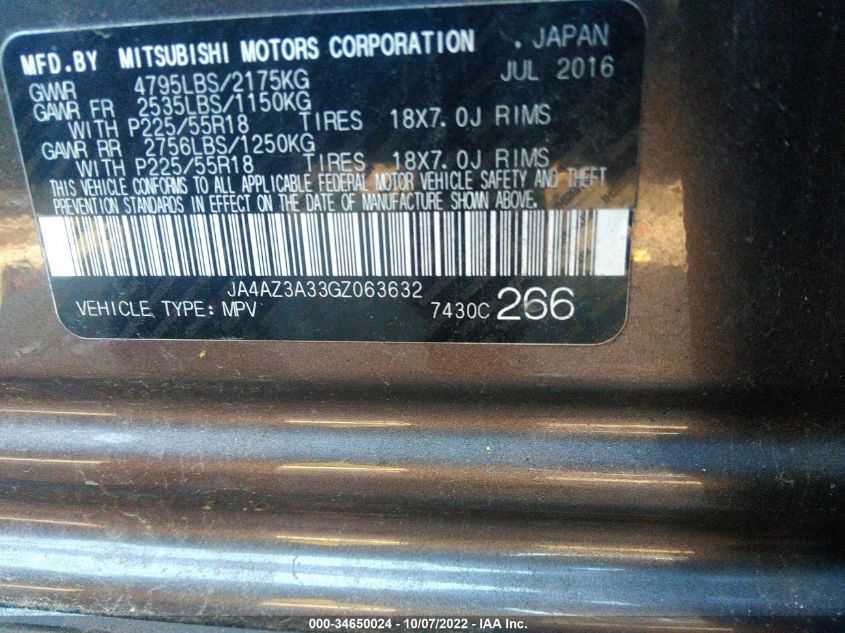 MFD.BY MITSUBISHI MOTORS CORPORATION , JAPAN
GVWR 4795LBS/2175KG JUL 2016
GAWR FR 2535LBS/1150KG
WITH P225/55R18 TIRES 18X7.0J RIMS
GAWR RR 2756LBS/1250KG
WITH P225/55R18 TIRES 18X7.0J RIMS
THIS VEHICLE CONFORMS TO ALL APPLICABLE FEDERAL MOTOR VEHICLE SAFETY AND THEFT
PREVENTION STANDARDS IN EFFECT ON THE DATE OF MANUFACTURE SHOWN ABOVE.
JA4AZ3A33GZ063632
VEHICLE TYPE: MPV 7430C 266
000-34650024 - 10/07/2022 - IAA Inc.